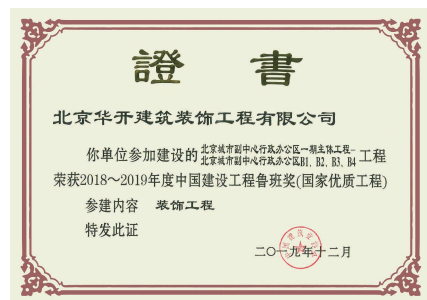 證書
北京华开建筑装饰工程有限公司
你单位参加建设的北京城市副中心行政办公区一期主体工程-北京城市副中心行政办公区B1、B2、B3、B4工程
荣获2018～2019年度中国建设工程鲁班奖(国家优质工程)
参建内容 装饰工程
特发此证
二〇一九年十二月